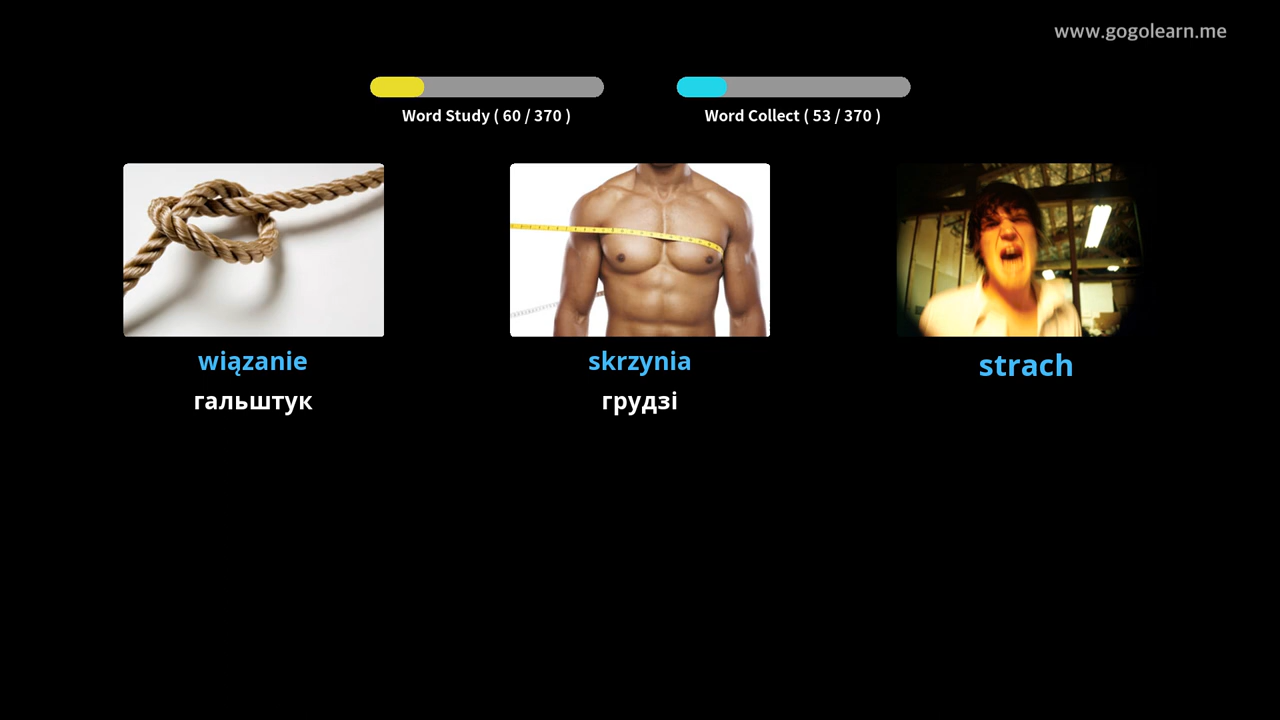 www.gogolearn.me
Word Study ( 60 / 370 )
Word Collect ( 53 / 370 )
wiązanie
гальштук
skrzynia
грудзі
strach